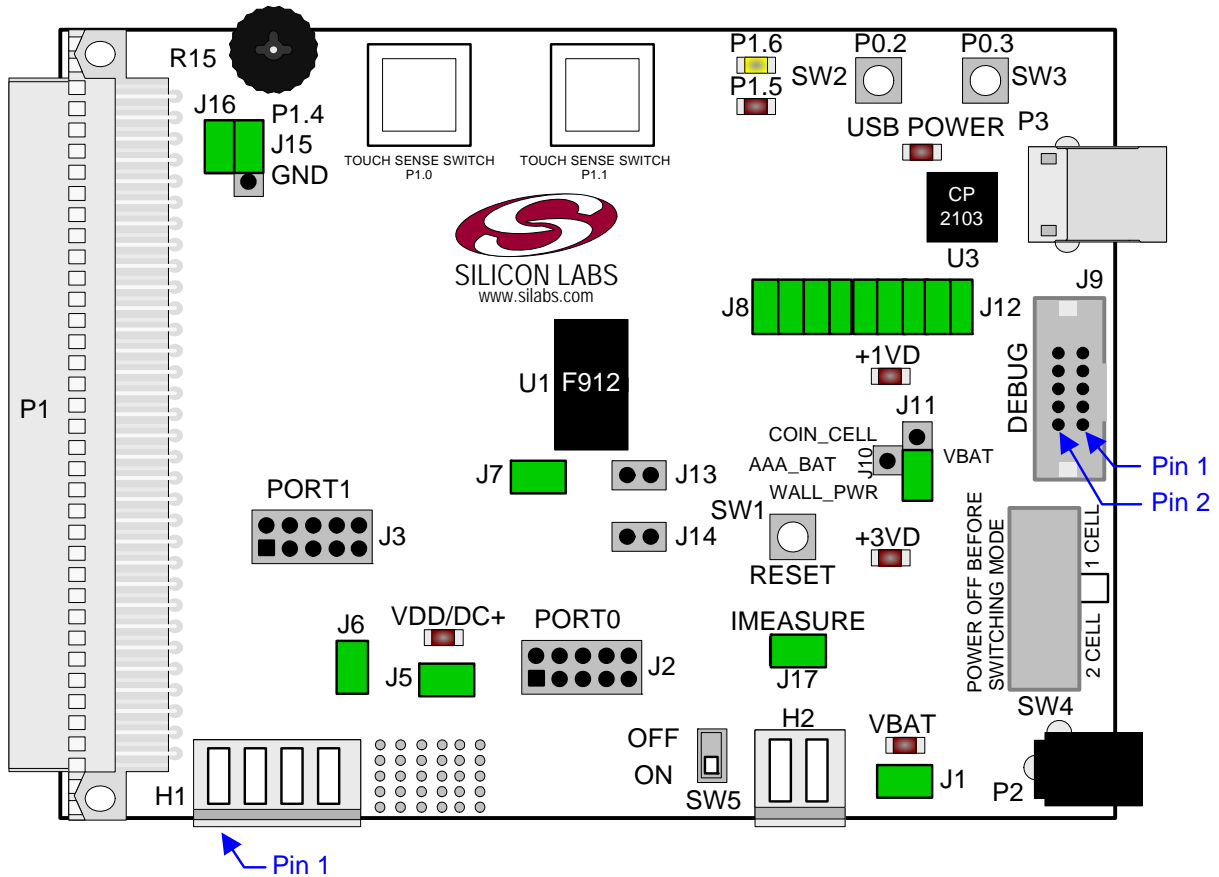 R15
P1.6
P1.5
P0.2
P0.3
SW2
SW3
J16
P1.4
J15
GND
TOUCH SENSE SWITCH
P1.0
TOUCH SENSE SWITCH
P1.1
USB POWER
P3
CP
2103
U3
SILICON LABS
www.silabs.com
J8
J12
J9
P1
U1
F912
+1VD
DEBUG
J11
COIN_CELL
AAA_BAT
J10
VBAT
WALL_PWR
Pin 1
Pin 2
J7
J13
PORT1
J3
J14
SW1
RESET
+3VD
POWER OFF BEFORE
SWITCHING MODE
1 CELL
2 CELL
SW4
J6
VDD/DC+
J5
PORT0
J2
IMEASURE
J17
H1
OFF
ON
SW5
H2
VBAT
J1
P2
Pin 1